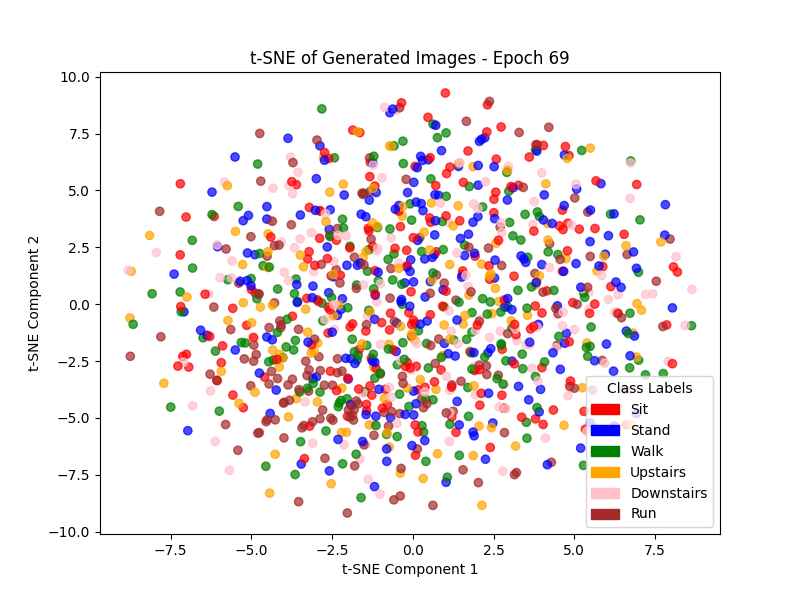 t-SNE of Generated Images - Epoch 69
10.0
7.5
5.0
2.5
0.0
−2.5
−5.0
−7.5
−10.0
t-SNE Component 2
Class Labels
Sit
Stand
Walk
Upstairs
Downstairs
Run
−7.5 −5.0 −2.5 0.0 2.5 5.0 7.5
t-SNE Component 1